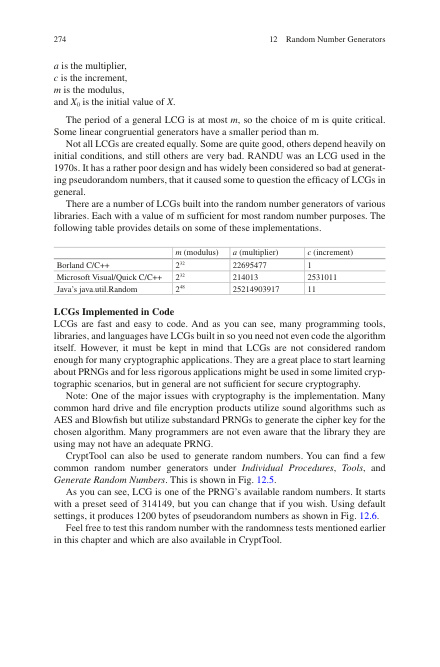 274 12 Random Number Generators
a is the multiplier,
c is the increment,
m is the modulus,
and X0 is the initial value of X.
The period of a general LCG is at most m, so the choice of m is quite critical.
Some linear congruential generators have a smaller period than m.
Not all LCGs are created equally. Some are quite good, others depend heavily on
initial conditions, and still others are very bad. RANDU was an LCG used in the
1970s. It has a rather poor design and has widely been considered so bad at generat-
ing pseudorandom numbers, that it caused some to question the efficacy of LCGs in
general.
There are a number of LCGs built into the random number generators of various
libraries. Each with a value of m sufficient for most random number purposes. The
following table provides details on some of these implementations.
m (modulus) a (multiplier) c (increment)
Borland C/C++ 2^32 22695477 1
Microsoft Visual/Quick C/C++ 2^32 214013 2531011
Java's java.util.Random 2^48 25214903917 11
LCGs Implemented in Code
LCGs are fast and easy to code. And as you can see, many programming tools,
libraries, and languages have LCGs built in so you need not even code the algorithm
itself. However, it must be kept in mind that LCGs are not considered random
enough for many cryptographic applications. They are a great place to start learning
about PRNGs and for less rigorous applications might be used in some limited cryp-
tographic scenarios, but in general are not sufficient for secure cryptography.
Note: One of the major issues with cryptography is the implementation. Many
common hard drive and file encryption products utilize sound algorithms such as
AES and Blowfish but utilize substandard PRNGs to generate the cipher key for the
chosen algorithm. Many programmers are not even aware that the library they are
using may not have an adequate PRNG.
CrypTool can also be used to generate random numbers. You can find a few
common random number generators under Individual Procedures, Tools, and
Generate Random Numbers. This is shown in Fig. 12.5.
As you can see, LCG is one of the PRNG's available random numbers. It starts
with a preset seed of 314149, but you can change that if you wish. Using default
settings, it produces 1200 bytes of pseudorandom numbers as shown in Fig. 12.6.
Feel free to test this random number with the randomness tests mentioned earlier
in this chapter and which are also available in CrypTool.